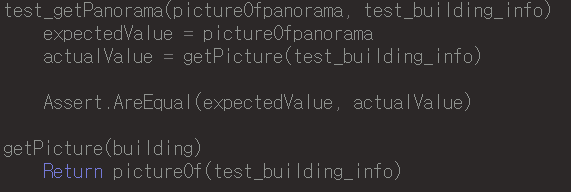 test_getPanorama(pictureOfpanorama, test_building_info)
    expectedValue = pictureOfpanorama
    actualValue = getPicture(test_building_info)

    Assert.AreEqual(expectedValue, actualValue)

getPicture(building)
    Return pictureOf(test_building_info)